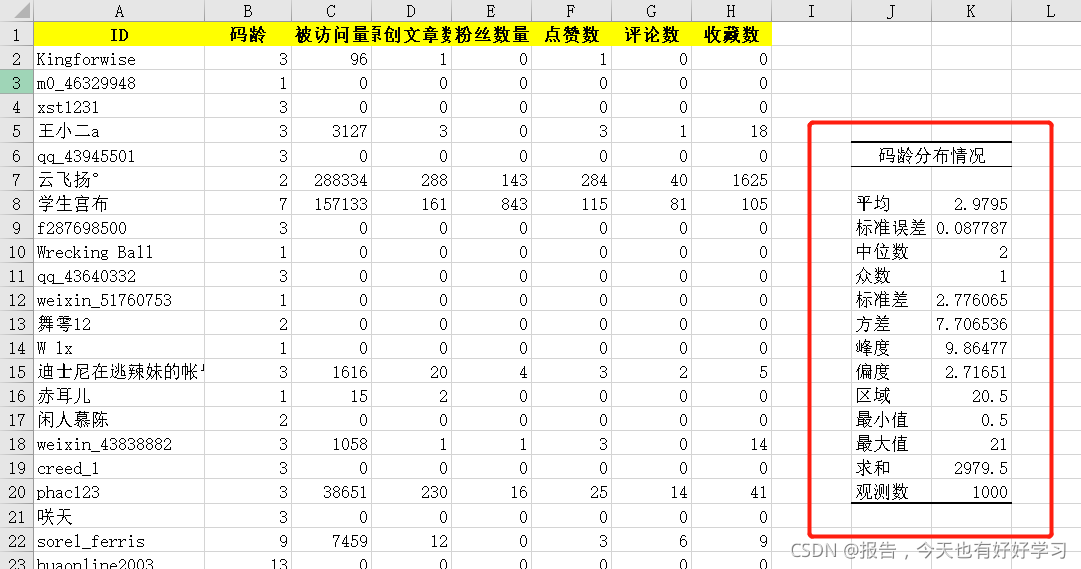 A B C D E F G H I J K L
1 ID 码龄 被访问量 原创文章数 粉丝数量 点赞数 评论数 收藏数
2 Kingforwise 3 96 1 0 1 0 0
3 m0_46329948 1 0 0 0 0 0 0
4 xst1231 3 0 0 0 0 0 0
5 王小二a 3 3127 3 0 3 1 18
6 qq_43945501 3 0 0 0 0 0 0 码龄分布情况
7 云飞扬° 2 288334 288 143 284 40 1625
8 学生宫布 7 157133 161 843 115 81 105 平均 2.9795
9 f287698500 3 0 0 0 0 0 0 标准误差 0.087787
10 Wrecking Ball 1 0 0 0 0 0 0 中位数 2
11 qq_43640332 3 0 0 0 0 0 0 众数 1
12 weixin_51760753 1 0 0 0 0 0 0 标准差 2.776065
13 舞雩12 2 0 0 0 0 0 0 方差 7.706536
14 W lx 1 0 0 0 0 0 0 峰度 9.86477
15 迪士尼在逃辣妹的帐 3 1616 20 4 3 2 5 偏度 2.71651
16 赤耳儿 1 15 2 0 0 0 0 区域 20.5
17 闲人慕陈 2 0 0 0 0 0 0 最小值 0.5
18 weixin_43838882 3 1058 1 1 3 0 14 最大值 21
19 creed_1 3 0 0 0 0 0 0 求和 2979.5
20 phac123 3 38651 230 16 25 14 41 观测数 1000
21 咲天 3 0 0 0 0 0 0
22 sorel_ferris 9 7459 12 0 3 6 9
23 huaonline2003 13 0 0 0 0 0 0
CSDN @报告，今天也有好好学习